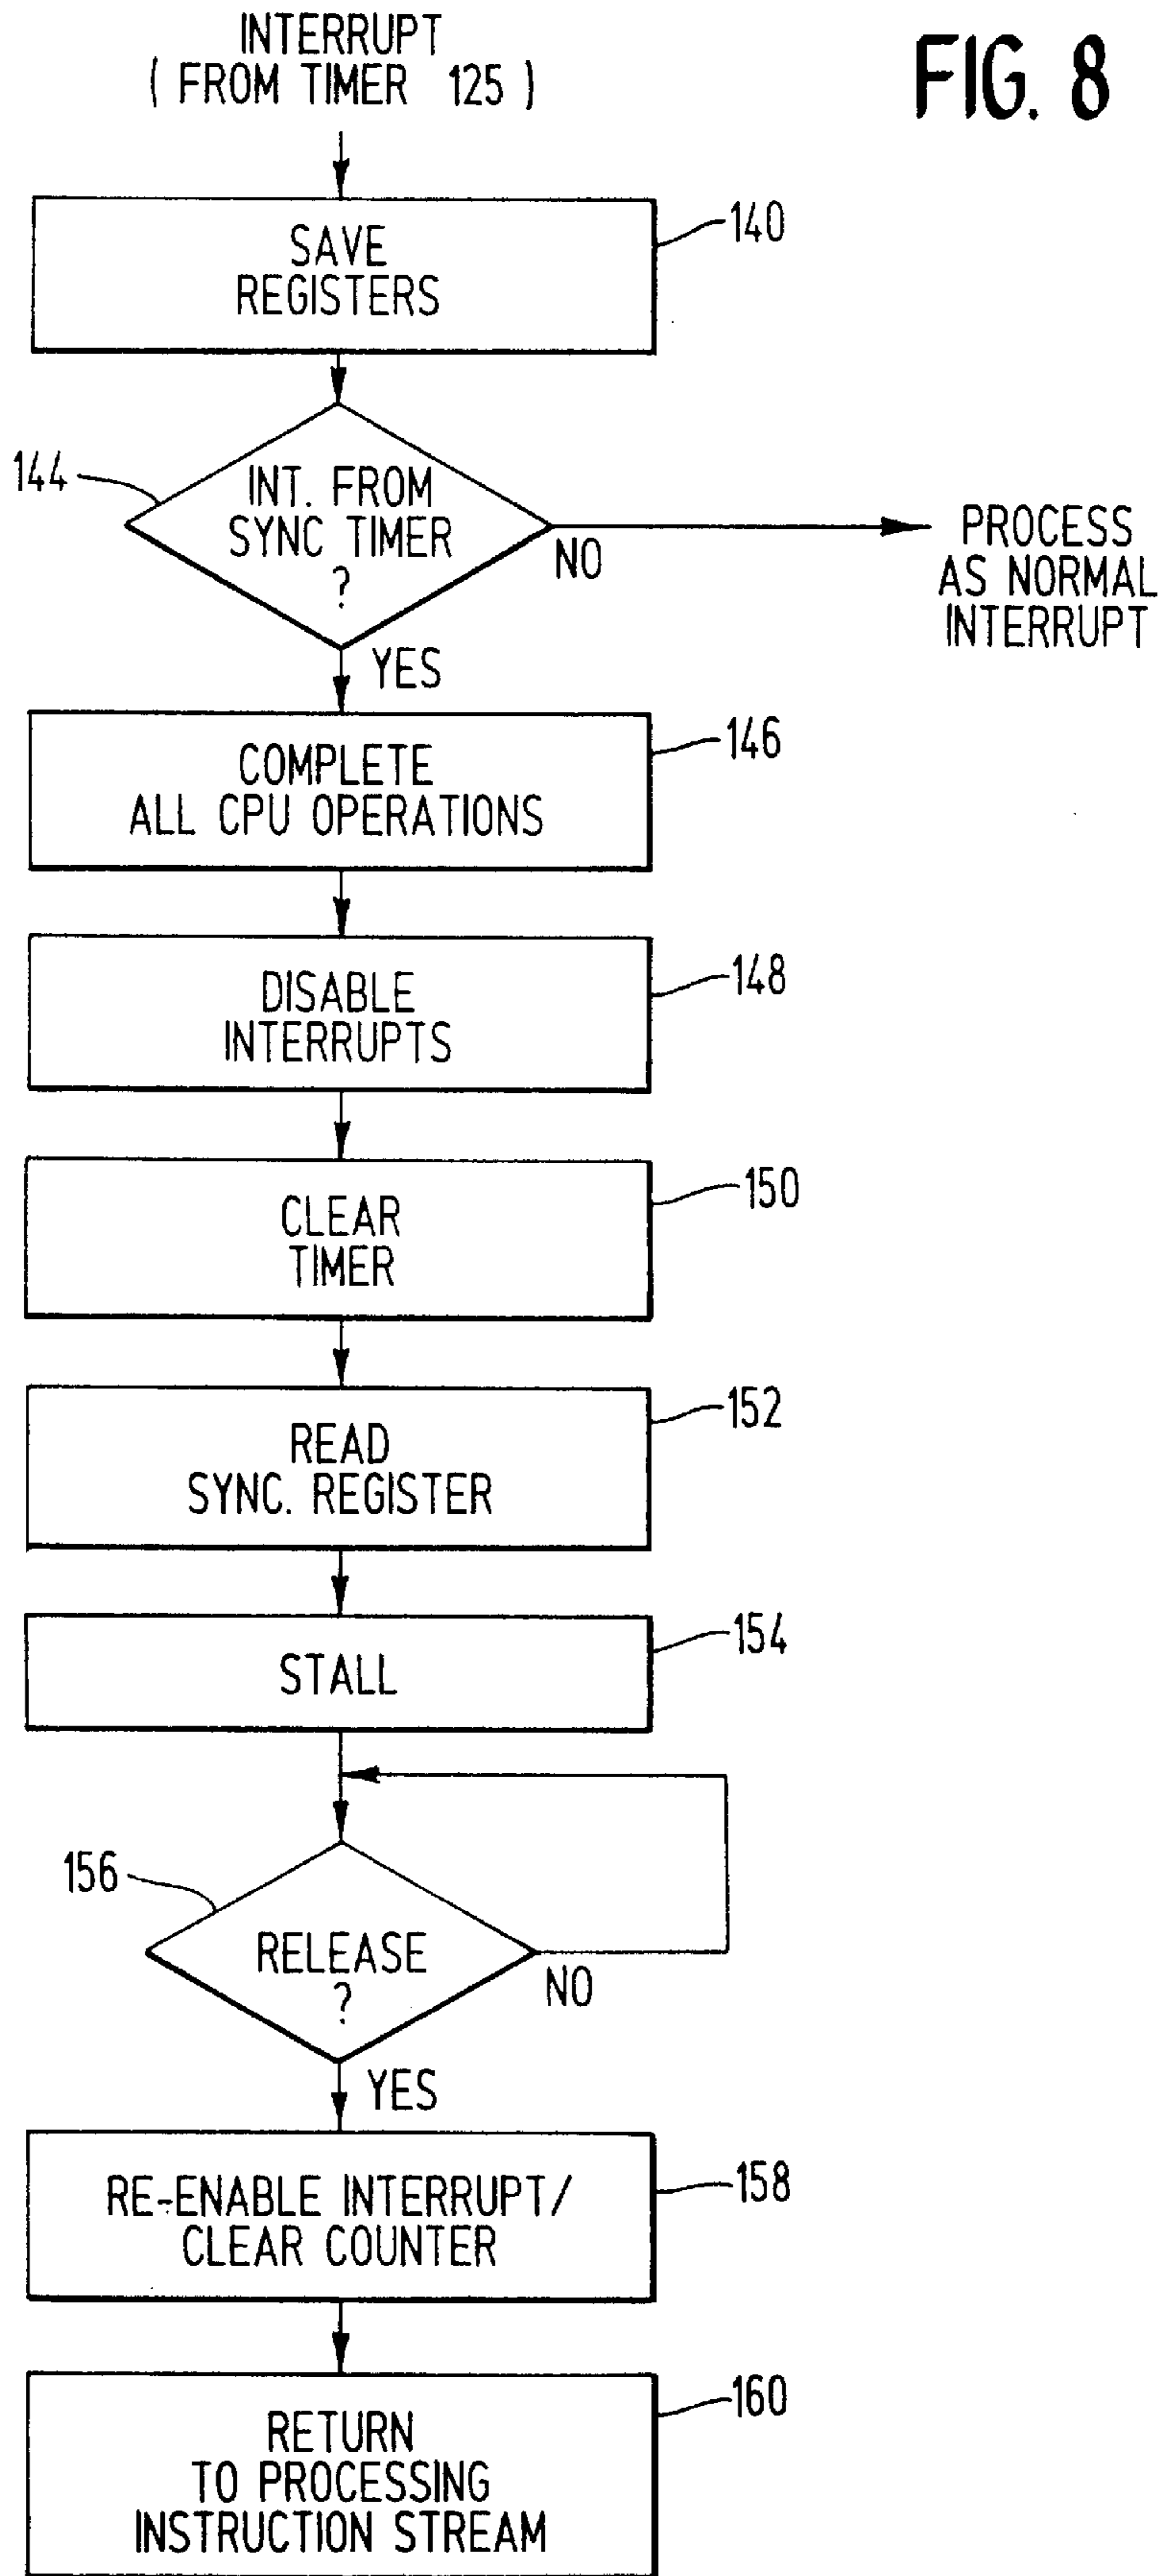 INTERRUPT
( FROM TIMER 125 )
FIG. 8
SAVE
REGISTERS
140
144
INT. FROM
SYNC TIMER
?
NO
PROCESS
AS NORMAL
INTERRUPT
YES
COMPLETE
ALL CPU OPERATIONS
146
DISABLE
INTERRUPTS
148
CLEAR
TIMER
150
READ
SYNC. REGISTER
152
STALL
154
156
RELEASE
?
NO
YES
RE-ENABLE INTERRUPT/
CLEAR COUNTER
158
RETURN
TO PROCESSING
INSTRUCTION STREAM
160